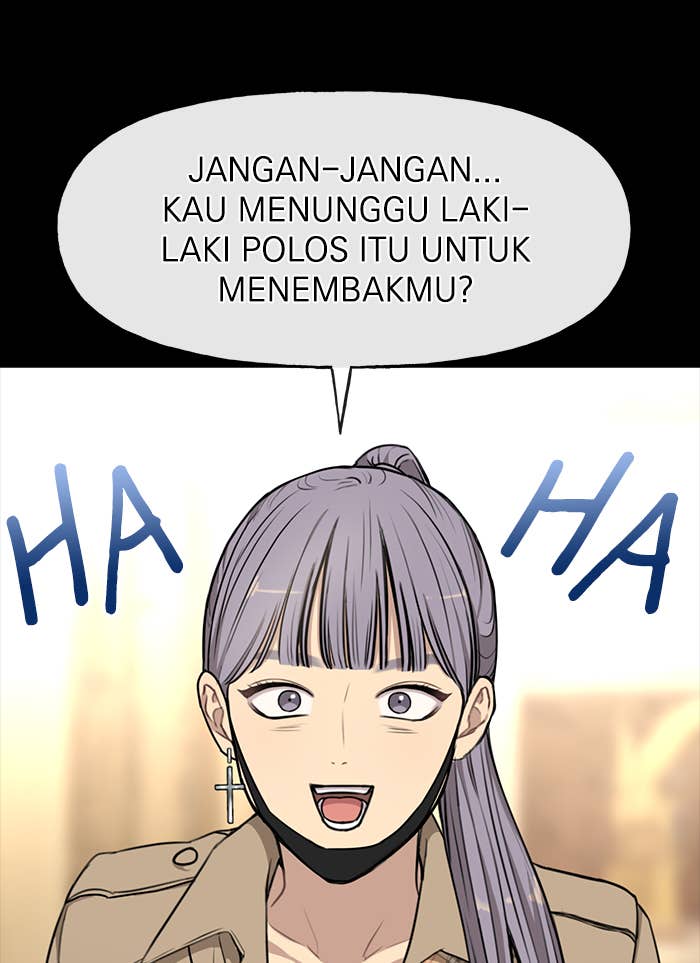 JANGAN-JANGAN...
KAU MENUNGGU LAKI-
LAKI POLOS ITU UNTUK
MENEMBAKMU?
HA
HA